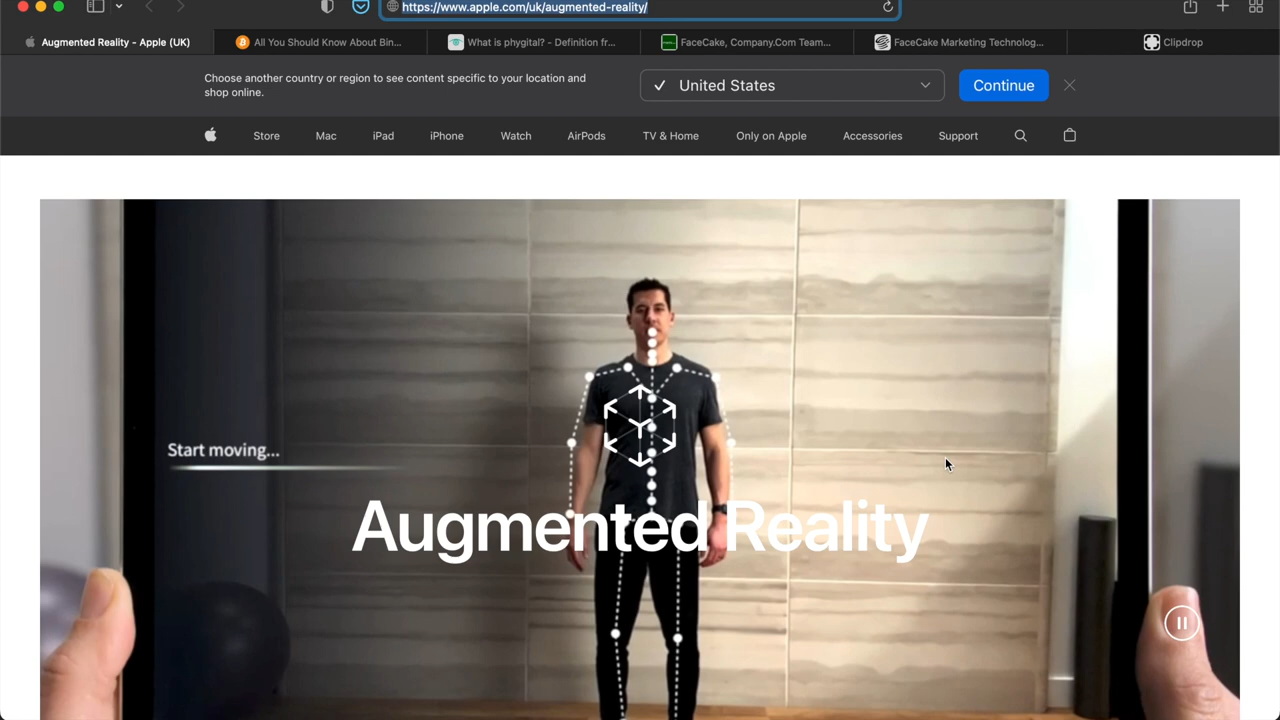 https://www.apple.com/uk/augmented-reality/
Augmented Reality - Apple (UK)
All You Should Know About Bin...
What is phygital? - Definition fr...
FaceCake, Company.Com Team...
FaceCake Marketing Technolog...
Clipdrop
Choose another country or region to see content specific to your location and
shop online.
United States
Continue
Store
Mac
iPad
iPhone
Watch
AirPods
TV & Home
Only on Apple
Accessories
Support
Start moving...
Augmented Reality